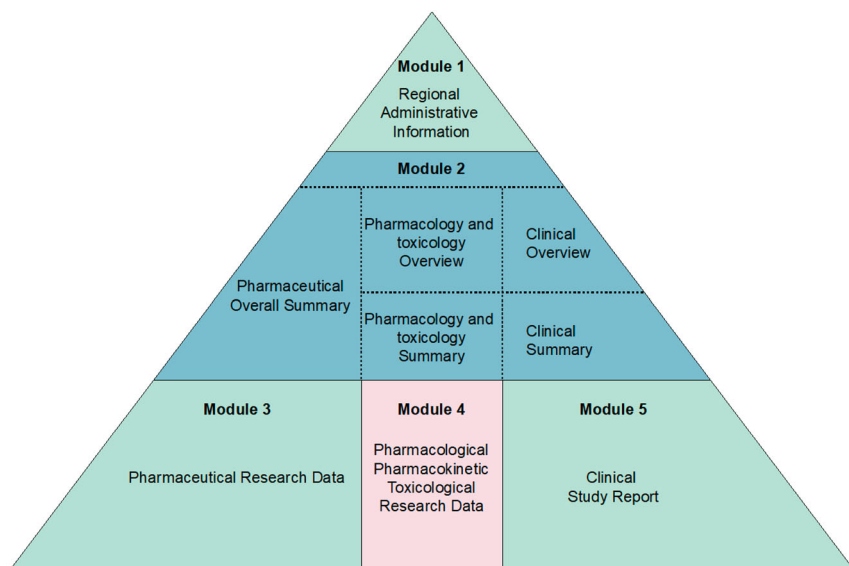 Module 1
Regional
Administrative
Information
Module 2
Pharmaceutical
Overall Summary
Pharmacology and
toxicology
Overview
Clinical
Overview
Pharmacology and
toxicology
Summary
Clinical
Summary
Module 3
Pharmaceutical Research Data
Module 4
Pharmacological
Pharmacokinetic
Toxicological
Research Data
Module 5
Clinical
Study Report